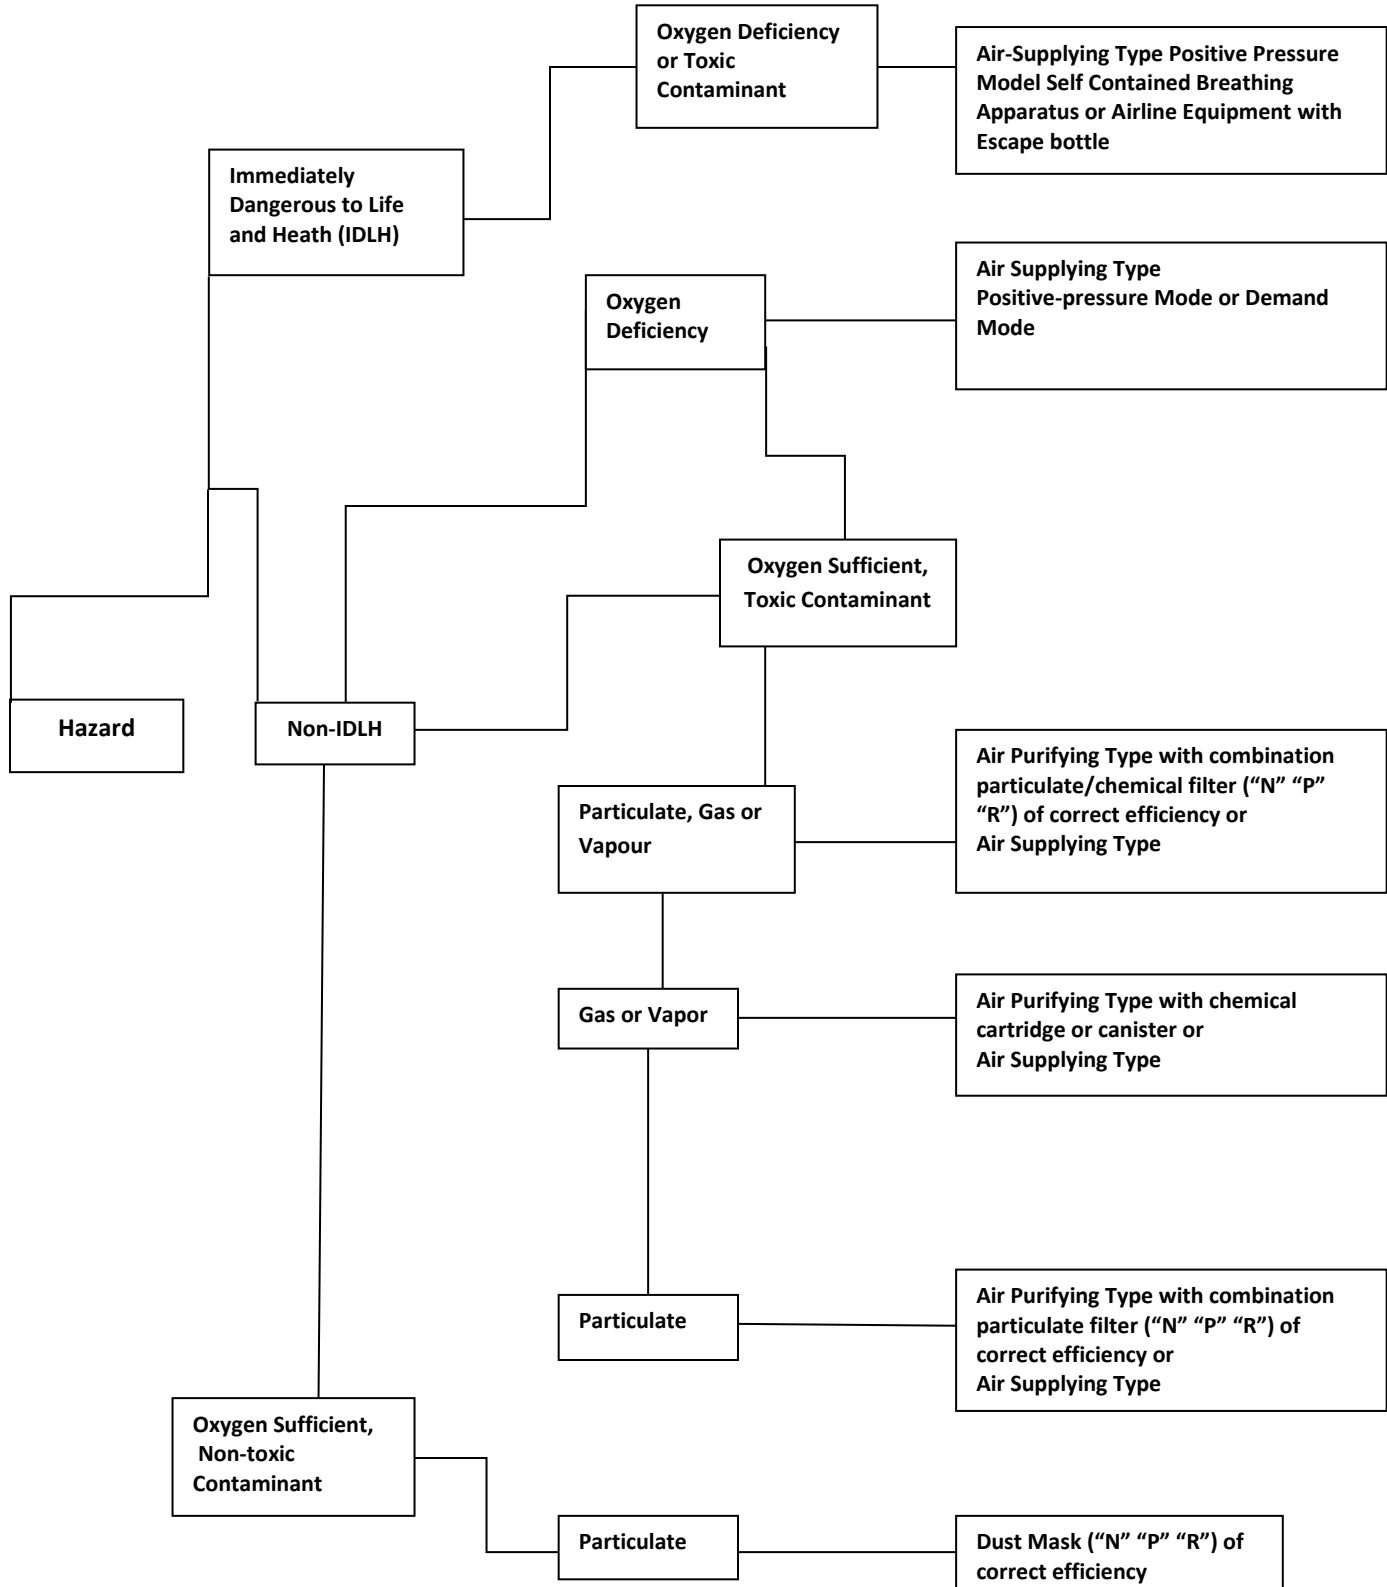 Oxygen Deficiency
or Toxic
Contaminant
Air-Supplying Type Positive Pressure
Model Self Contained Breathing
Apparatus or Airline Equipment with
Escape bottle
Immediately
Dangerous to Life
and Heath (IDLH)
Air Supplying Type
Positive-pressure Mode or Demand
Mode
Oxygen
Deficiency
Oxygen Sufficient,
Toxic Contaminant
Hazard
Non-IDLH
Air Purifying Type with combination
particulate/chemical filter (“N” “P”
“R”) of correct efficiency or
Air Supplying Type
Particulate, Gas or
Vapour
Gas or Vapor
Air Purifying Type with chemical
cartridge or canister or
Air Supplying Type
Particulate
Air Purifying Type with combination
particulate filter (“N” “P” “R”) of
correct efficiency or
Air Supplying Type
Oxygen Sufficient,
Non-toxic
Contaminant
Particulate
Dust Mask (“N” “P” “R”) of
correct efficiency